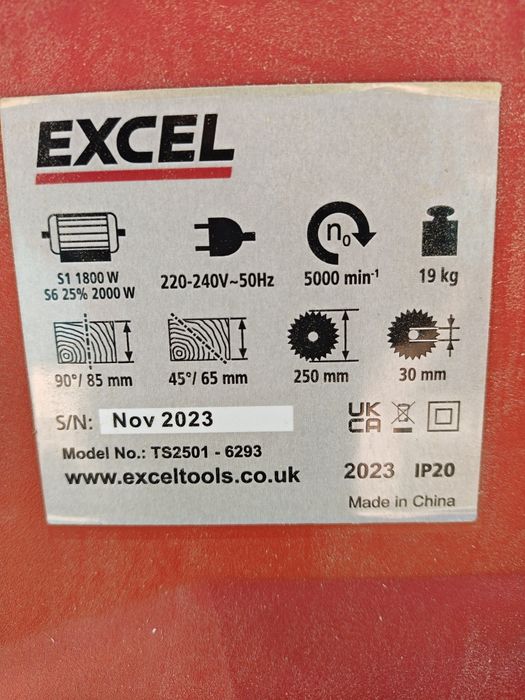 EXCEL
n₀
S1 1800 W
S6 25% 2000 W
220-240V~50Hz
5000 min⁻¹
19 kg
90°/ 85 mm
45°/ 65 mm
250 mm
30 mm
S/N: Nov 2023
UK
CA
Model No.: TS2501 - 6293
www.exceltools.co.uk
2023 IP20
Made in China